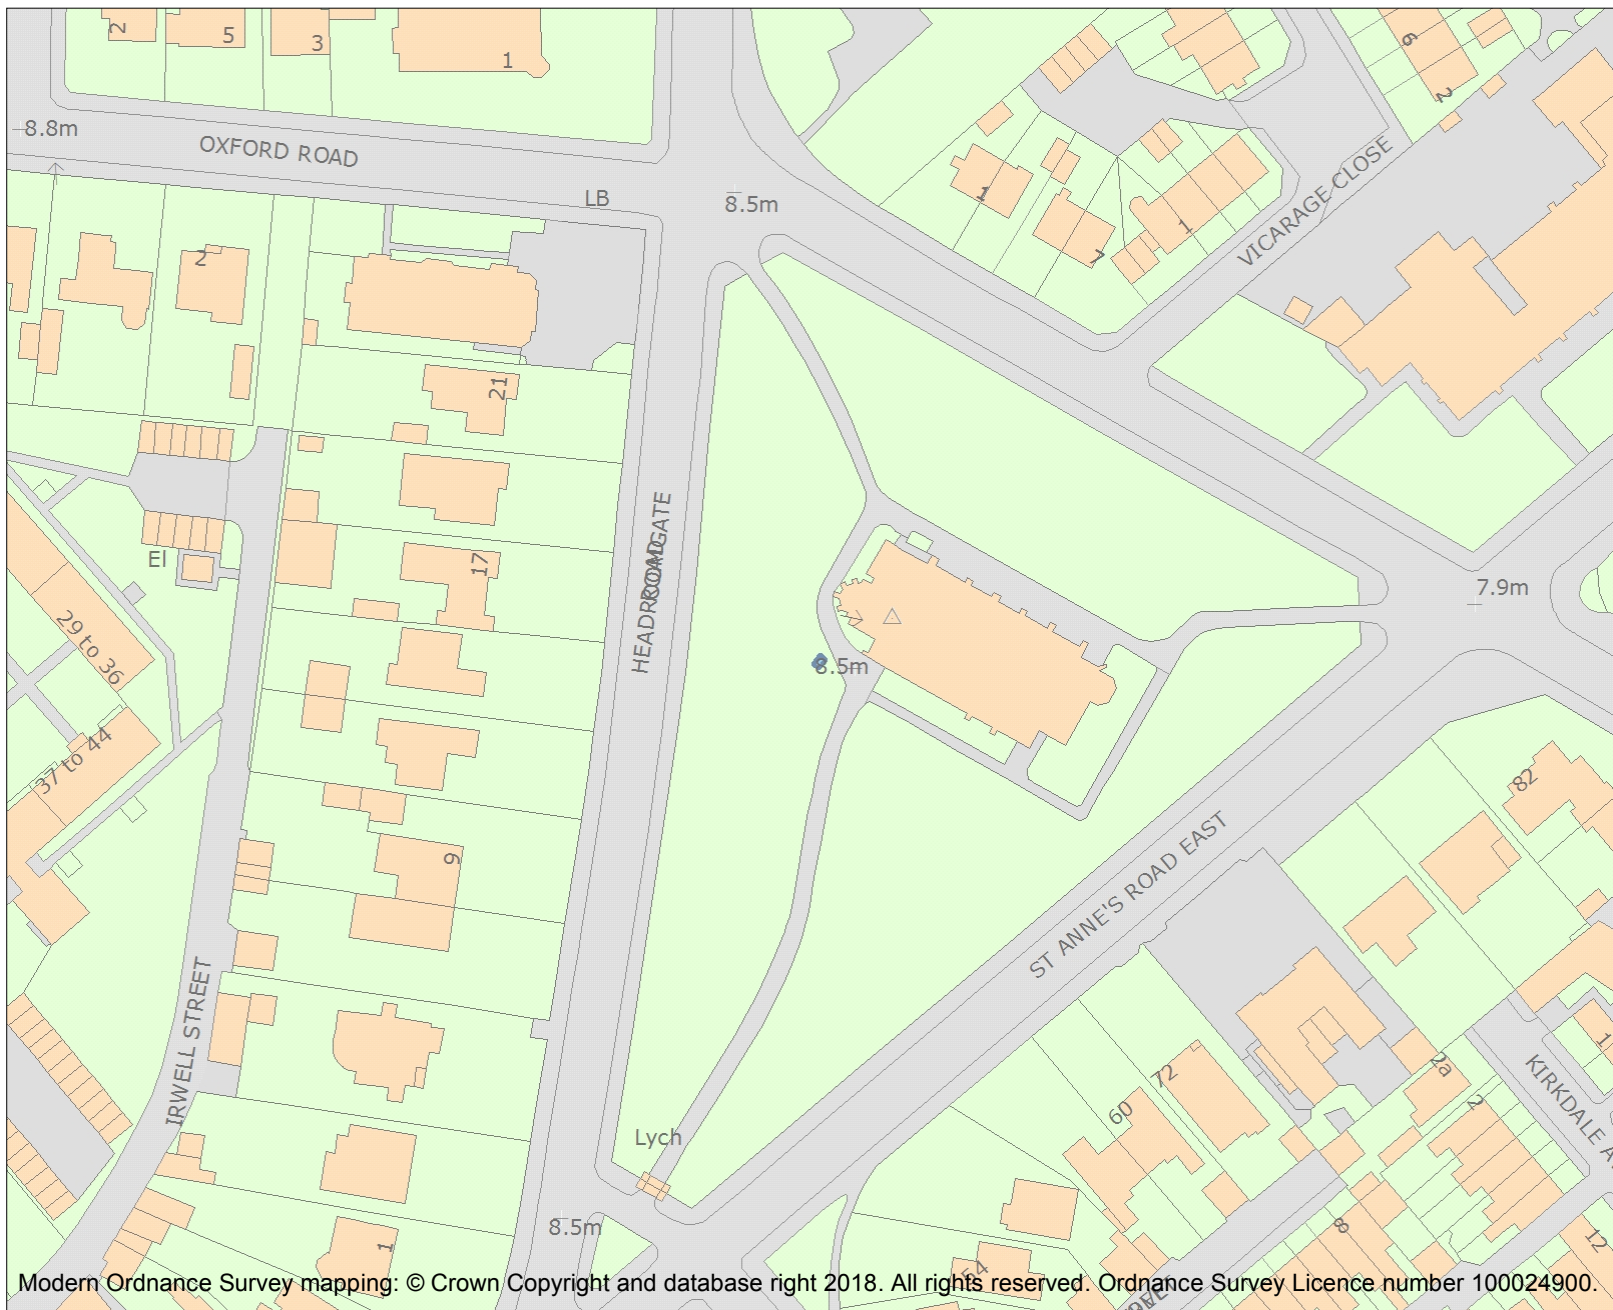 2
5
3
1
6
2
8.8m
OXFORD ROAD
LB
8.5m
1
7
1
VICARAGE CLOSE
2
21
HEADROOMGATE
ROAD
17
El
29 to 36
37 to 44
8.5m
7.9m
82
9
ST ANNE'S ROAD EAST
IRWELL STREET
72
60
2a
2
KIRKDALE A
1
Lych
8.5m
1
54
8
12
Modern Ordnance Survey mapping: © Crown Copyright and database right 2018. All rights reserved. Ordnance Survey Licence number 100024900.